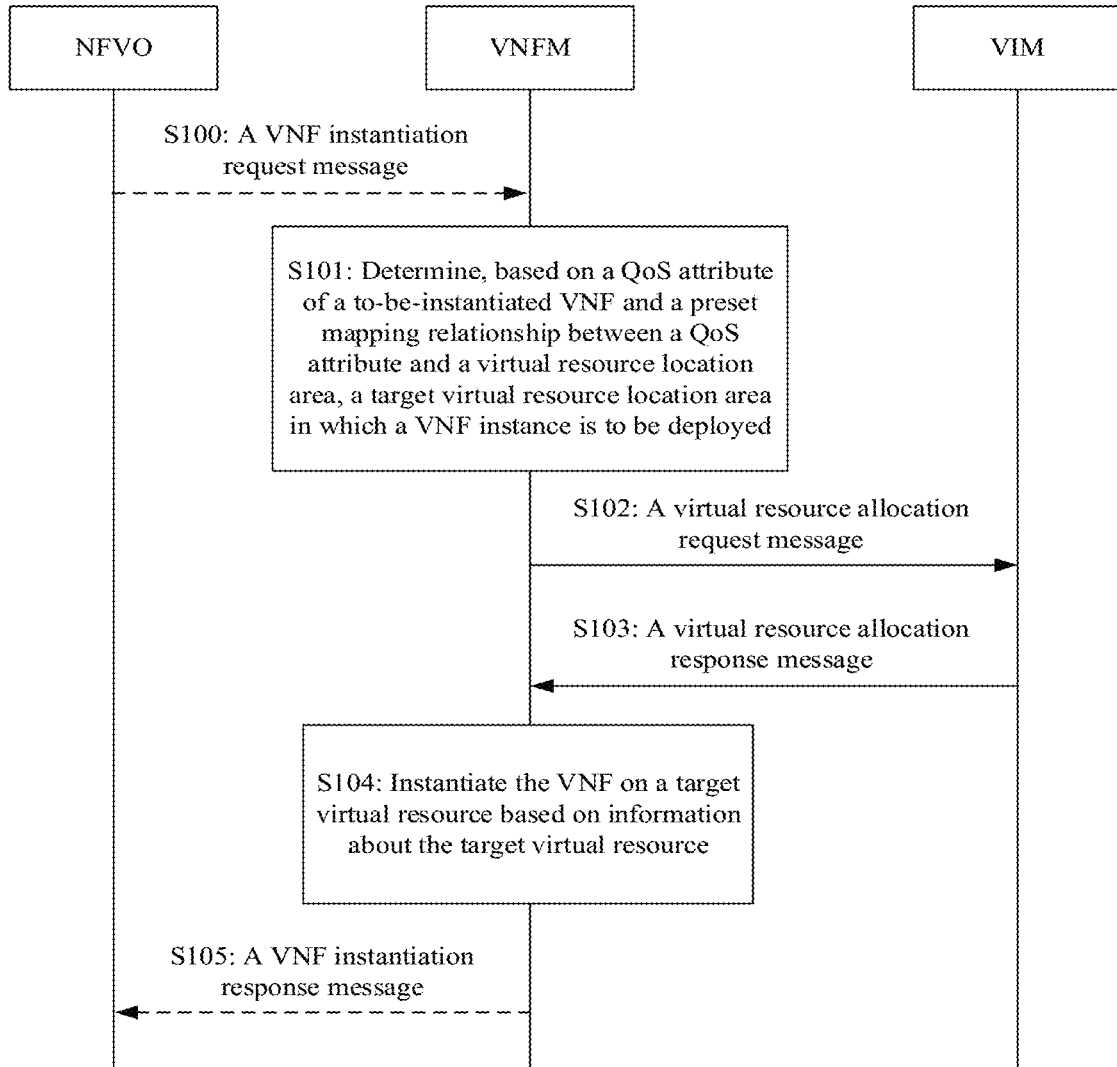 NFVO
VNFM
VIM
S100: A VNF instantiation
request message
S101: Determine, based on a QoS attribute
of a to-be-instantiated VNF and a preset
mapping relationship between a QoS
attribute and a virtual resource location
area, a target virtual resource location area
in which a VNF instance is to be deployed
S102: A virtual resource allocation
request message
S103: A virtual resource allocation
response message
S104: Instantiate the VNF on a target
virtual resource based on information
about the target virtual resource
S105: A VNF instantiation
response message